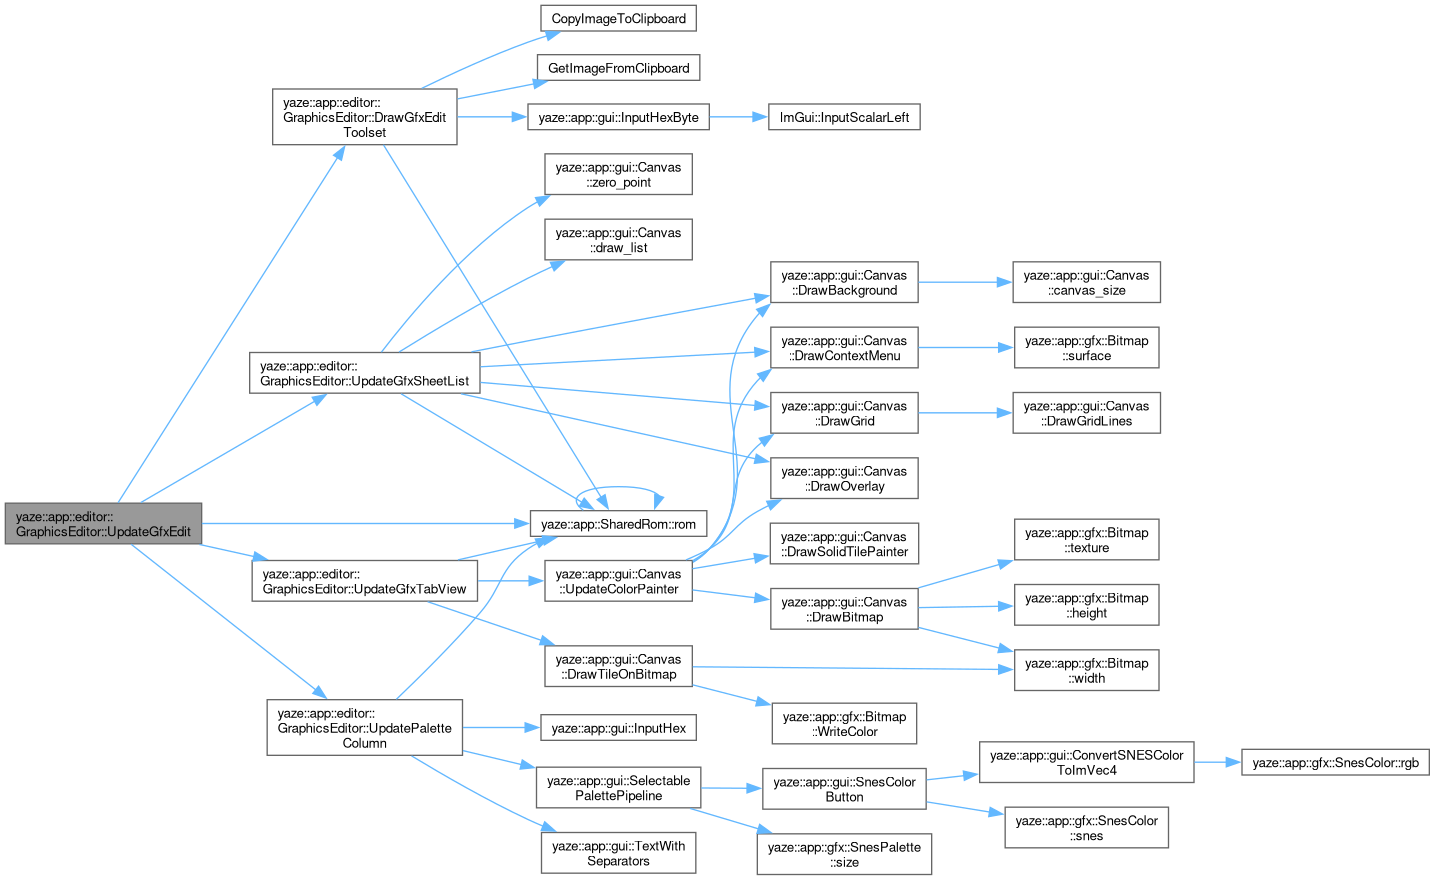 CopyImageToClipboard
GetImageFromClipboard
yaze::app::editor::
GraphicsEditor::DrawGfxEdit
Toolset
yaze::app::gui::InputHexByte
ImGui::InputScalarLeft
yaze::app::gui::Canvas
::zero_point
yaze::app::gui::Canvas
::draw_list
yaze::app::gui::Canvas
::DrawBackground
yaze::app::gui::Canvas
::canvas_size
yaze::app::gui::Canvas
::DrawContextMenu
yaze::app::gfx::Bitmap
::surface
yaze::app::editor::
GraphicsEditor::UpdateGfxSheetList
yaze::app::gui::Canvas
::DrawGrid
yaze::app::gui::Canvas
::DrawGridLines
yaze::app::gui::Canvas
::DrawOverlay
yaze::app::editor::
GraphicsEditor::UpdateGfxEdit
yaze::app::SharedRom::rom
yaze::app::gui::Canvas
::DrawSolidTilePainter
yaze::app::gfx::Bitmap
::texture
yaze::app::editor::
GraphicsEditor::UpdateGfxTabView
yaze::app::gui::Canvas
::UpdateColorPainter
yaze::app::gui::Canvas
::DrawBitmap
yaze::app::gfx::Bitmap
::height
yaze::app::gui::Canvas
::DrawTileOnBitmap
yaze::app::gfx::Bitmap
::width
yaze::app::editor::
GraphicsEditor::UpdatePalette
Column
yaze::app::gui::InputHex
yaze::app::gfx::Bitmap
::WriteColor
yaze::app::gui::Selectable
PalettePipeline
yaze::app::gui::SnesColor
Button
yaze::app::gui::ConvertSNESColor
ToImVec4
yaze::app::gfx::SnesColor::rgb
yaze::app::gfx::SnesColor
::snes
yaze::app::gui::TextWith
Separators
yaze::app::gfx::SnesPalette
::size